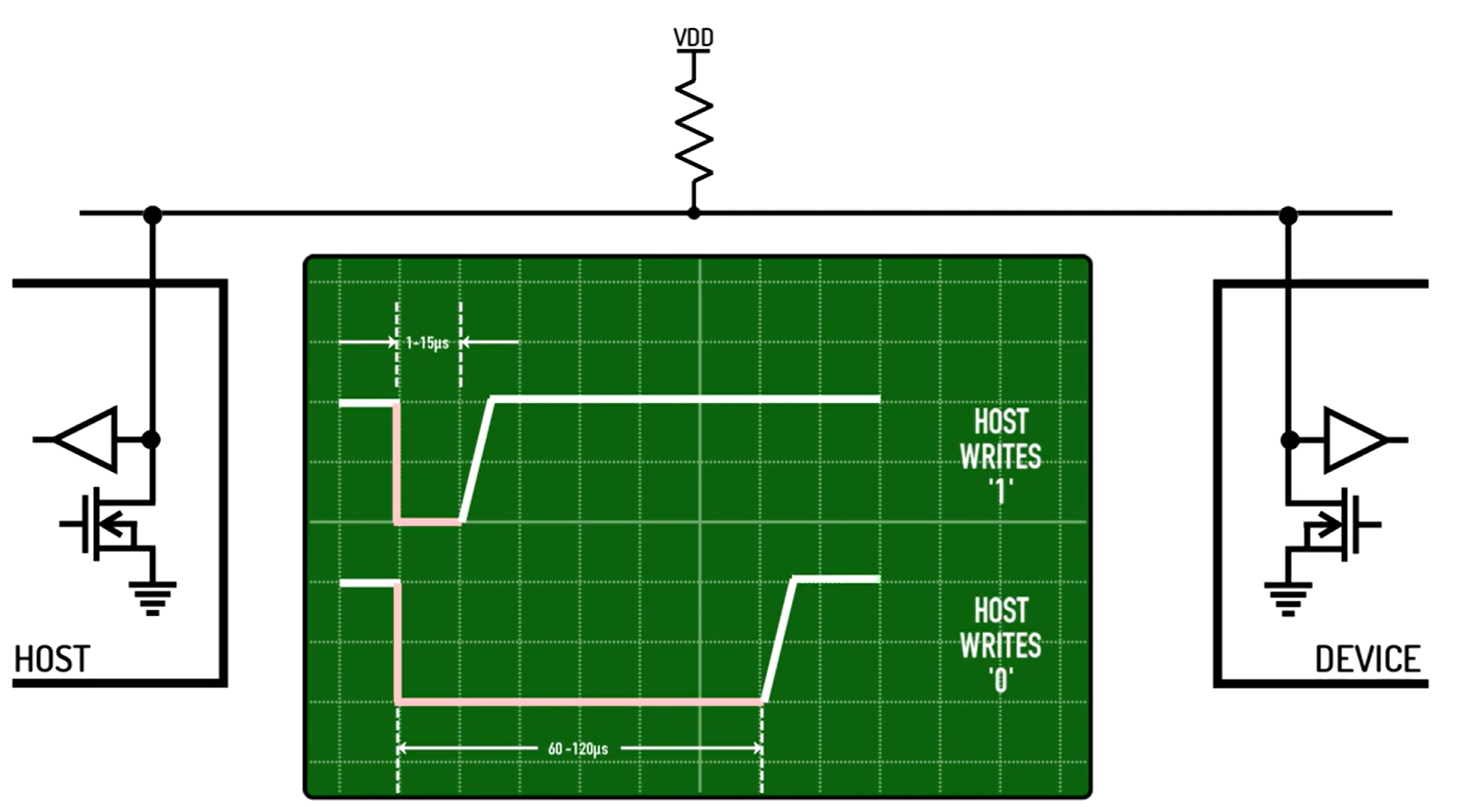 VDD
1-15µs
HOST
WRITES
'1'
HOST
WRITES
'0'
60-120µs
HOST
DEVICE